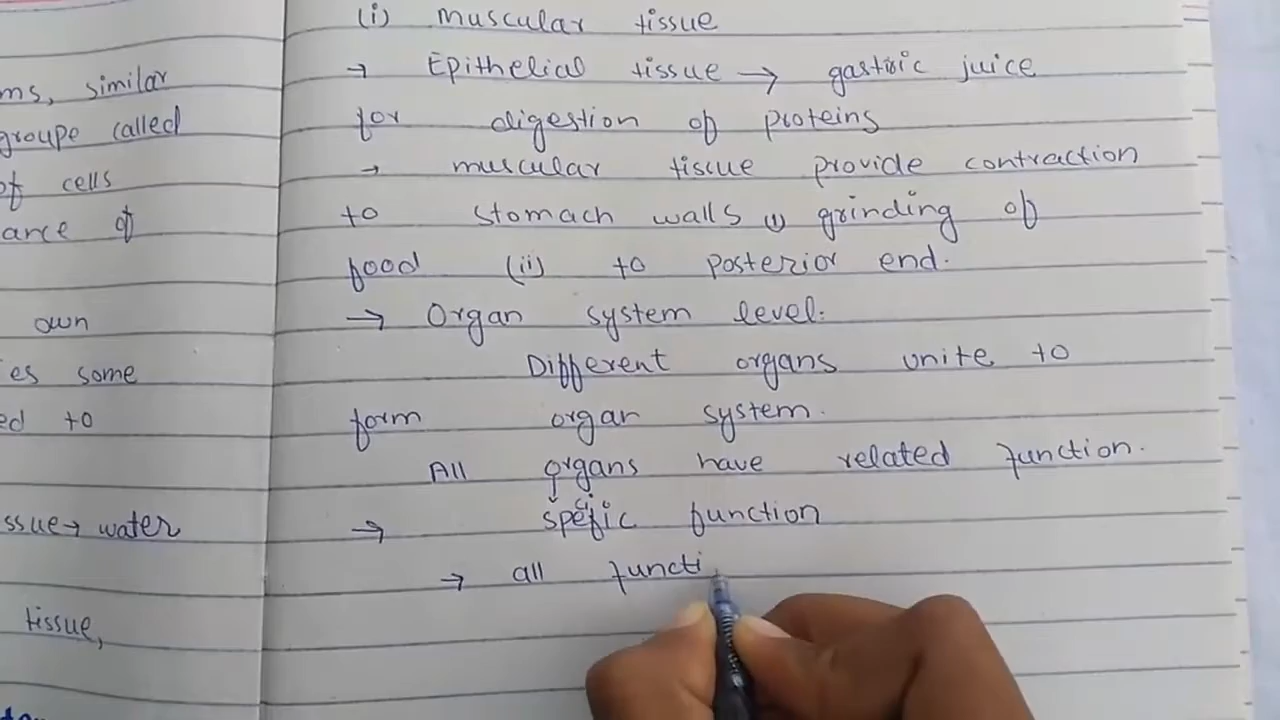 ms, similar
groupe called
of cells
ance of
own
es some
ed to
ssue → water
tissue,
(i) muscular tissue
→ Epithelial tissue → gastric juice
for digestion of proteins
→ muscular tissue provide contraction
to stomach walls (i) grinding of
food (ii) to posterior end.
→ Organ system level:
Different organs unite to
form organ system.
All organs have related function.
→ specific function
→ all functi